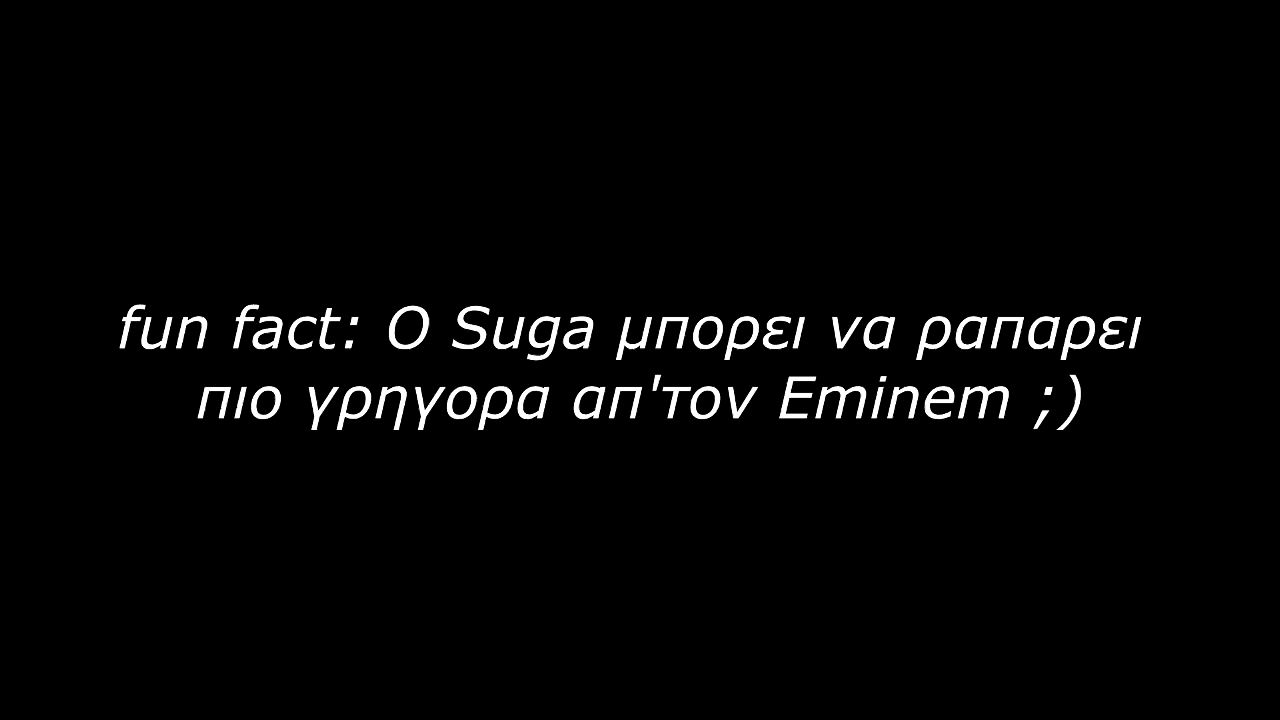 fun fact: Ο Suga μπορει να ραπαρει
πιο γρηγορα απ'τον Eminem ;)